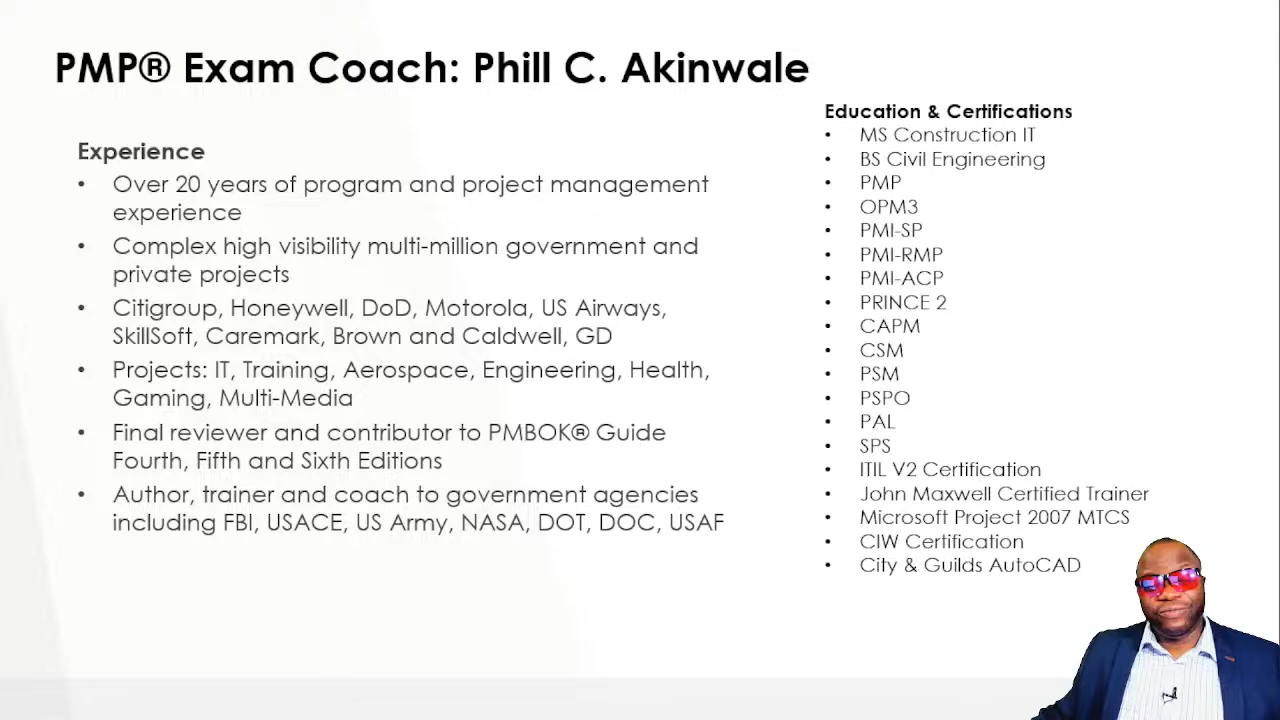 PMP® Exam Coach: Phill C. Akinwale
Experience
• Over 20 years of program and project management
experience
• Complex high visibility multi-million government and
private projects
• Citigroup, Honeywell, DoD, Motorola, US Airways,
SkillSoft, Caremark, Brown and Caldwell, GD
• Projects: IT, Training, Aerospace, Engineering, Health,
Gaming, Multi-Media
• Final reviewer and contributor to PMBOK® Guide
Fourth, Fifth and Sixth Editions
• Author, trainer and coach to government agencies
including FBI, USACE, US Army, NASA, DOT, DOC, USAF
Education & Certifications
• MS Construction IT
• BS Civil Engineering
• PMP
• OPM3
• PMI-SP
• PMI-RMP
• PMI-ACP
• PRINCE 2
• CAPM
• CSM
• PSM
• PSPO
• PAL
• SPS
• ITIL V2 Certification
• John Maxwell Certified Trainer
• Microsoft Project 2007 MTCS
• CIW Certification
• City & Guilds AutoCAD